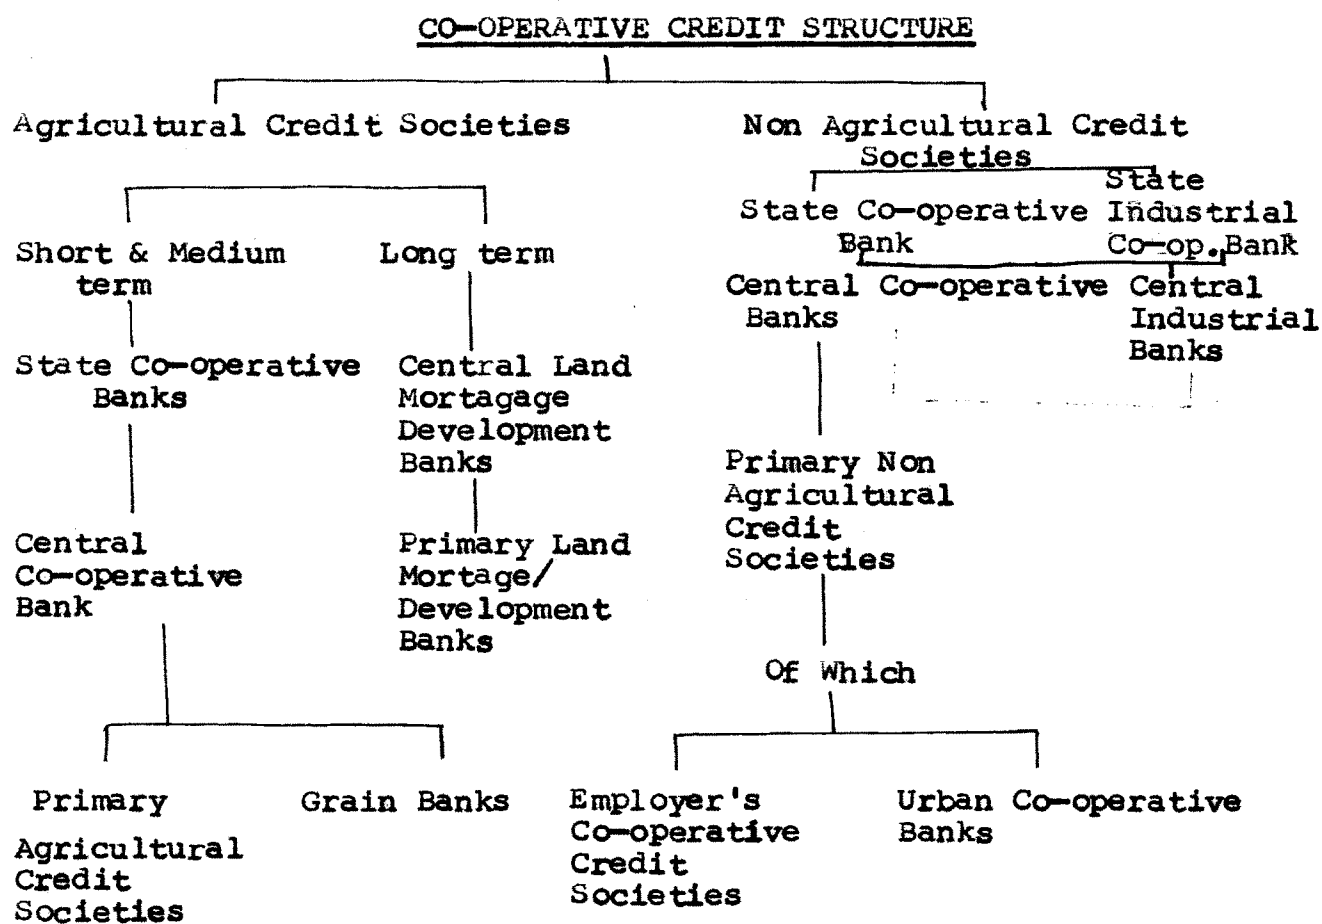 CO-OPERATIVE CREDIT STRUCTURE
Agricultural Credit Societies
Non Agricultural Credit
Societies
Short & Medium
term
Long term
State Co-operative
Bank
State
Industrial
Co-op. Bank
Central Co-operative
Banks
Central
Industrial
Banks
State Co-operative
Banks
Central Land
Mortagage
Development
Banks
Primary Non
Agricultural
Credit
Societies
Central
Co-operative
Bank
Primary Land
Mortage/
Development
Banks
Of Which
Primary
Agricultural
Credit
Societies
Grain Banks
Employer's
Co-operative
Credit
Societies
Urban Co-operative
Banks